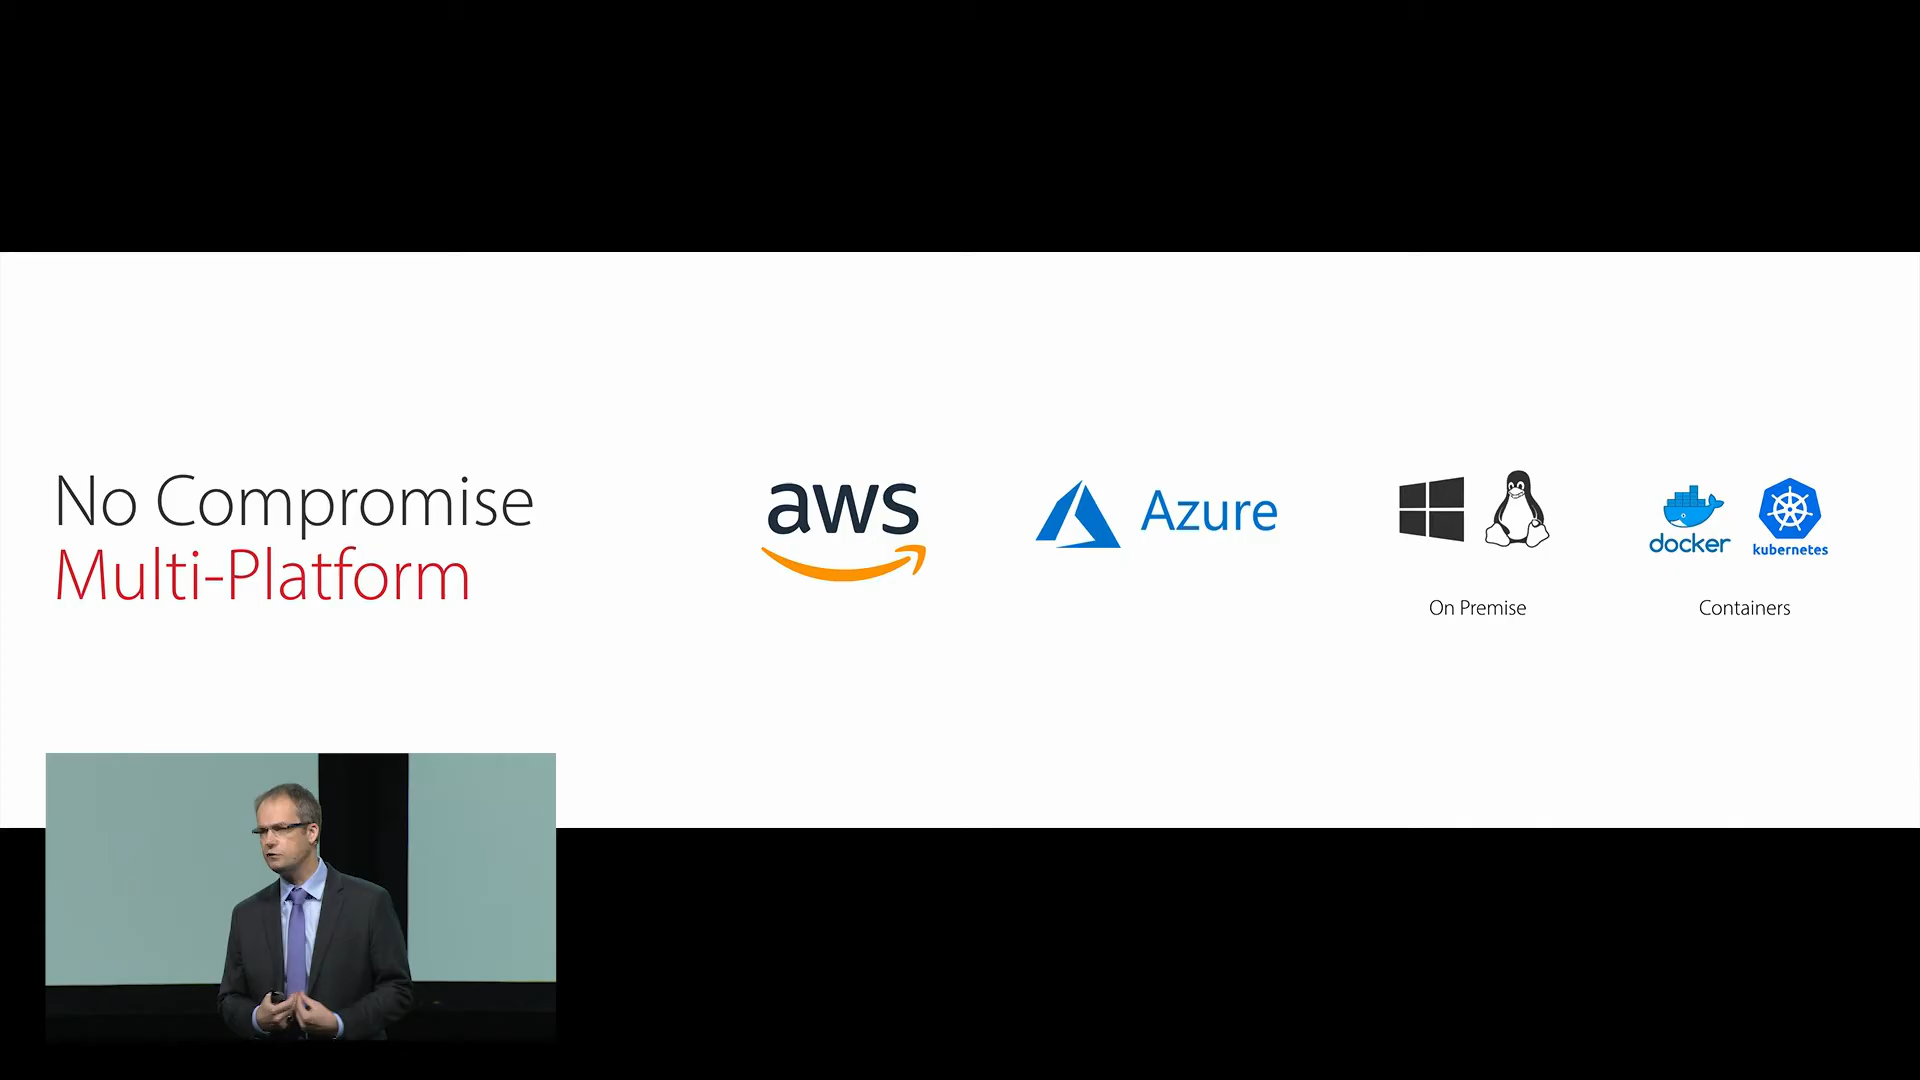 No Compromise
Multi-Platform
aws
Azure
docker
kubernetes
On Premise
Containers